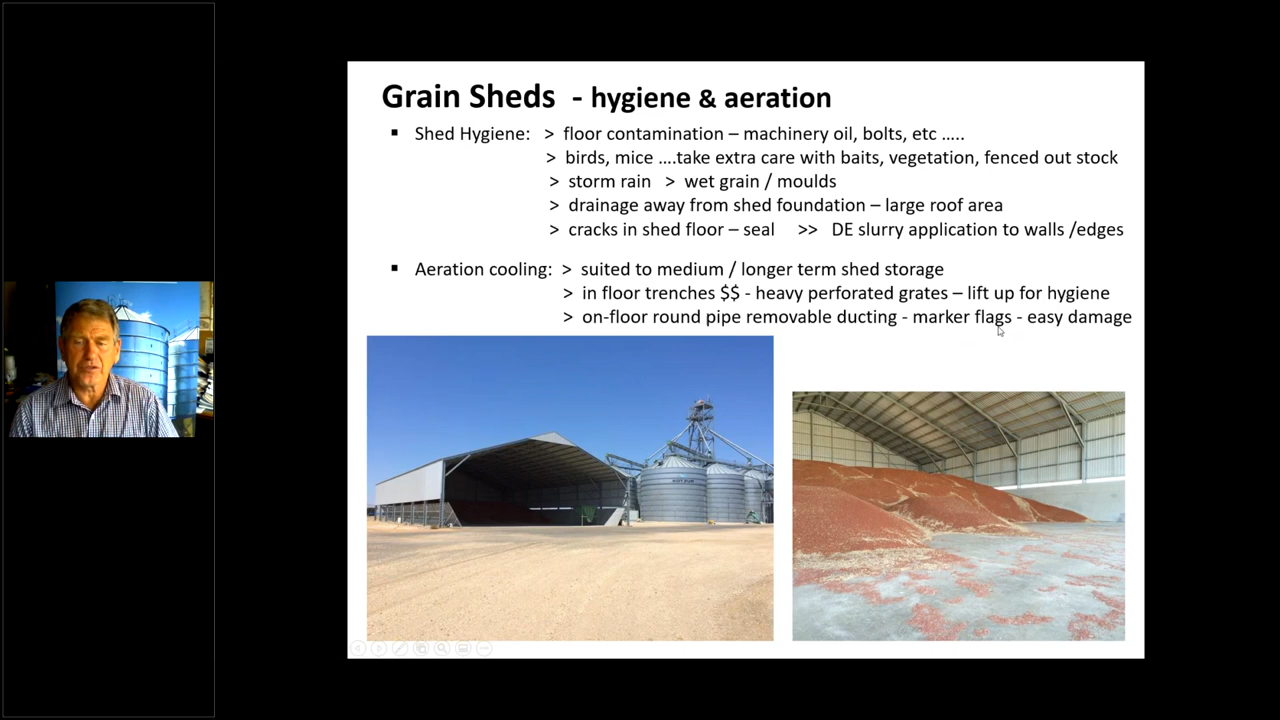 Grain Sheds - hygiene & aeration
▪ Shed Hygiene: > floor contamination – machinery oil, bolts, etc …..
> birds, mice ….take extra care with baits, vegetation, fenced out stock
> storm rain > wet grain / moulds
> drainage away from shed foundation – large roof area
> cracks in shed floor – seal >> DE slurry application to walls /edges
▪ Aeration cooling: > suited to medium / longer term shed storage
> in floor trenches $$ - heavy perforated grates – lift up for hygiene
> on-floor round pipe removable ducting - marker flags - easy damage